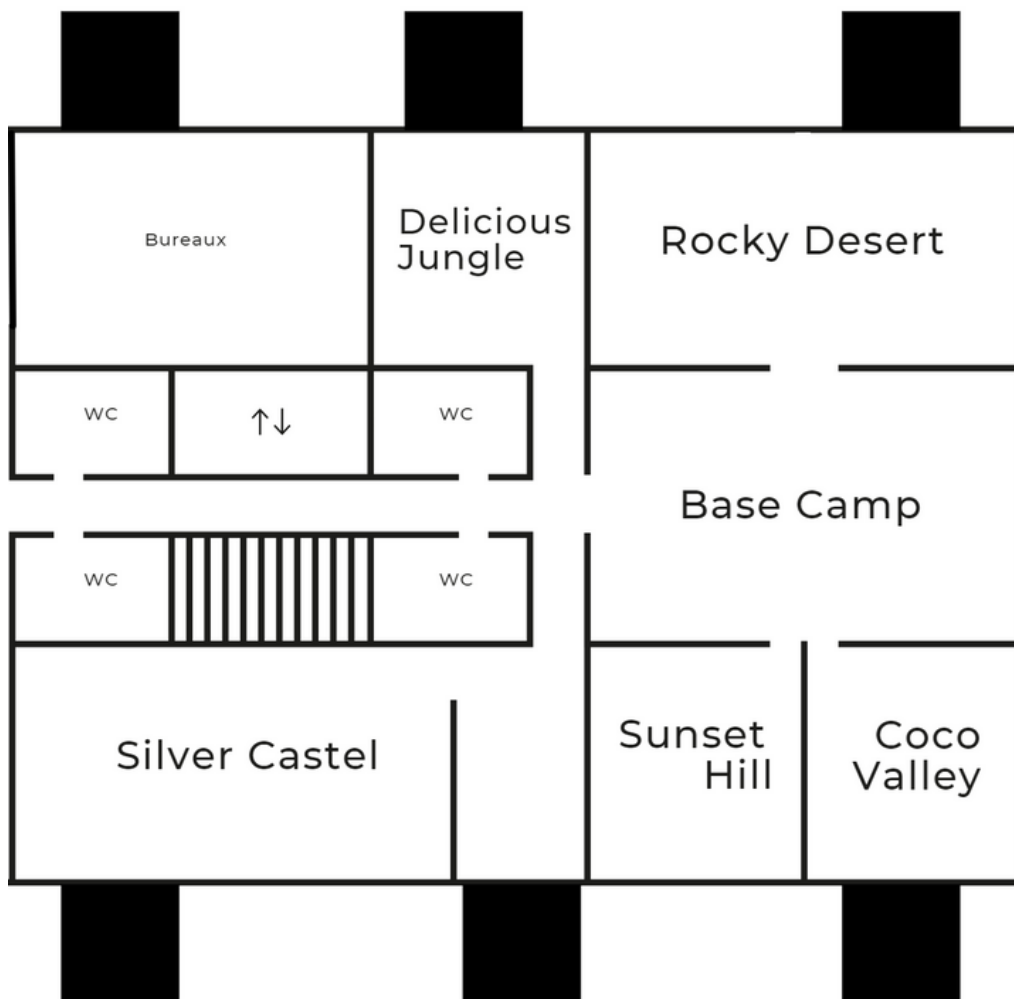 Bureaux
Delicious
Jungle
Rocky Desert
WC
↑↓
WC
Base Camp
WC
WC
Silver Castel
Sunset
Hill
Coco
Valley